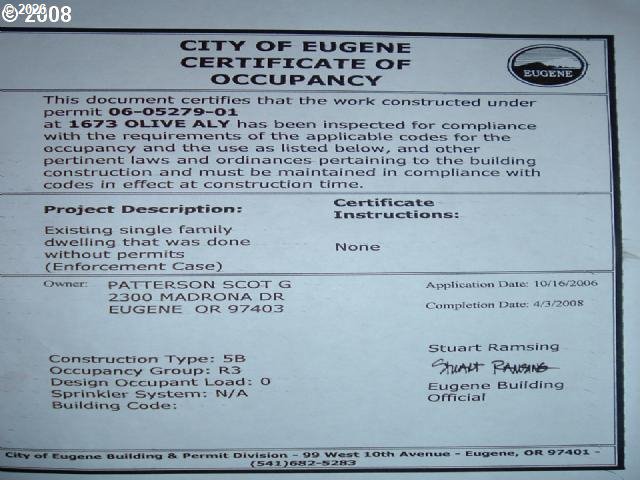 © 2026
© 2008
CITY OF EUGENE
CERTIFICATE OF
OCCUPANCY
EUGENE
This document certifies that the work constructed under
permit 06-05279-01
at 1673 OLIVE ALY has been inspected for compliance
with the requirements of the applicable codes for the
occupancy and the use as listed below, and other
pertinent laws and ordinances pertaining to the building
construction and must be maintained in compliance with
codes in effect at construction time.
Project Description:
Existing single family
dwelling that was done
without permits
(Enforcement Case)
Certificate
Instructions:
None
Owner: PATTERSON SCOT G
2300 MADRONA DR
EUGENE OR 97403
Application Date: 10/16/2006
Completion Date: 4/3/2008
Construction Type: 5B
Occupancy Group: R3
Design Occupant Load: 0
Sprinkler System: N/A
Building Code:
Stuart Ramsing
Stuart Ramsing
Eugene Building
Official
City of Eugene Building & Permit Division - 99 West 10th Avenue - Eugene, OR 97401 -
(541)682-5283